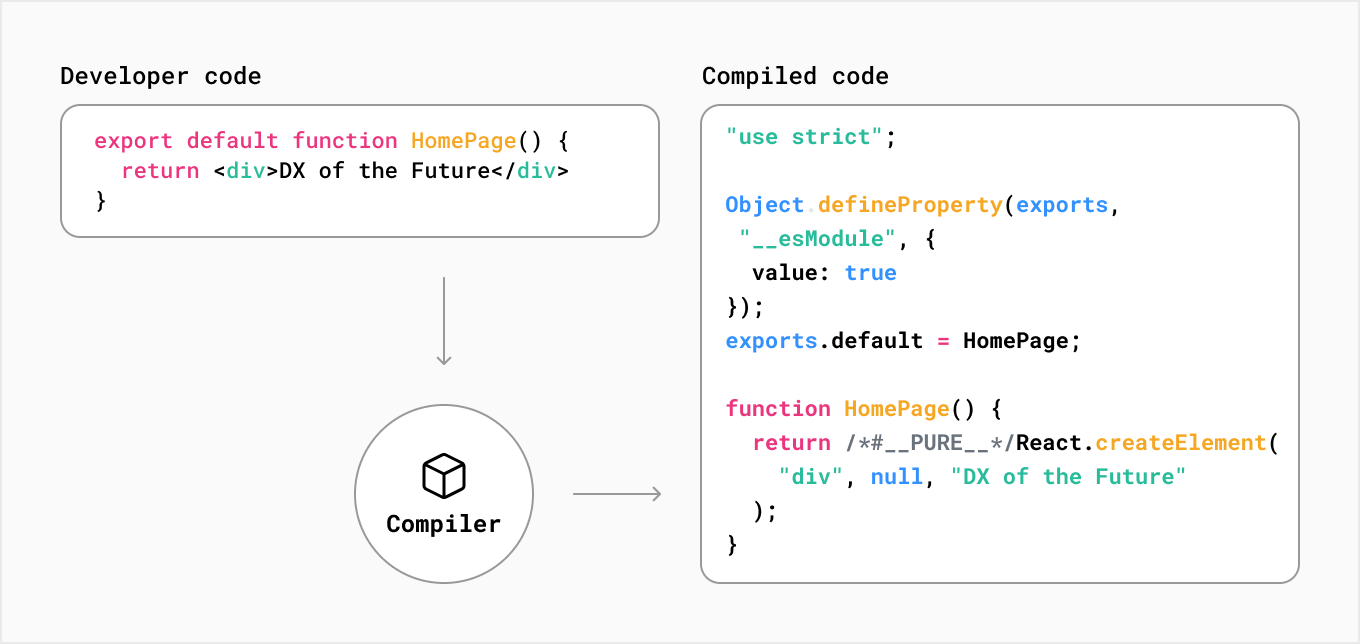 Developer code
export default function HomePage() {
  return <div>DX of the Future</div>
}
Compiler
Compiled code
"use strict";
Object.defineProperty(exports,
 "__esModule", {
  value: true
});
exports.default = HomePage;
function HomePage() {
  return /*#__PURE__*/React.createElement(
    "div", null, "DX of the Future"
  );
}